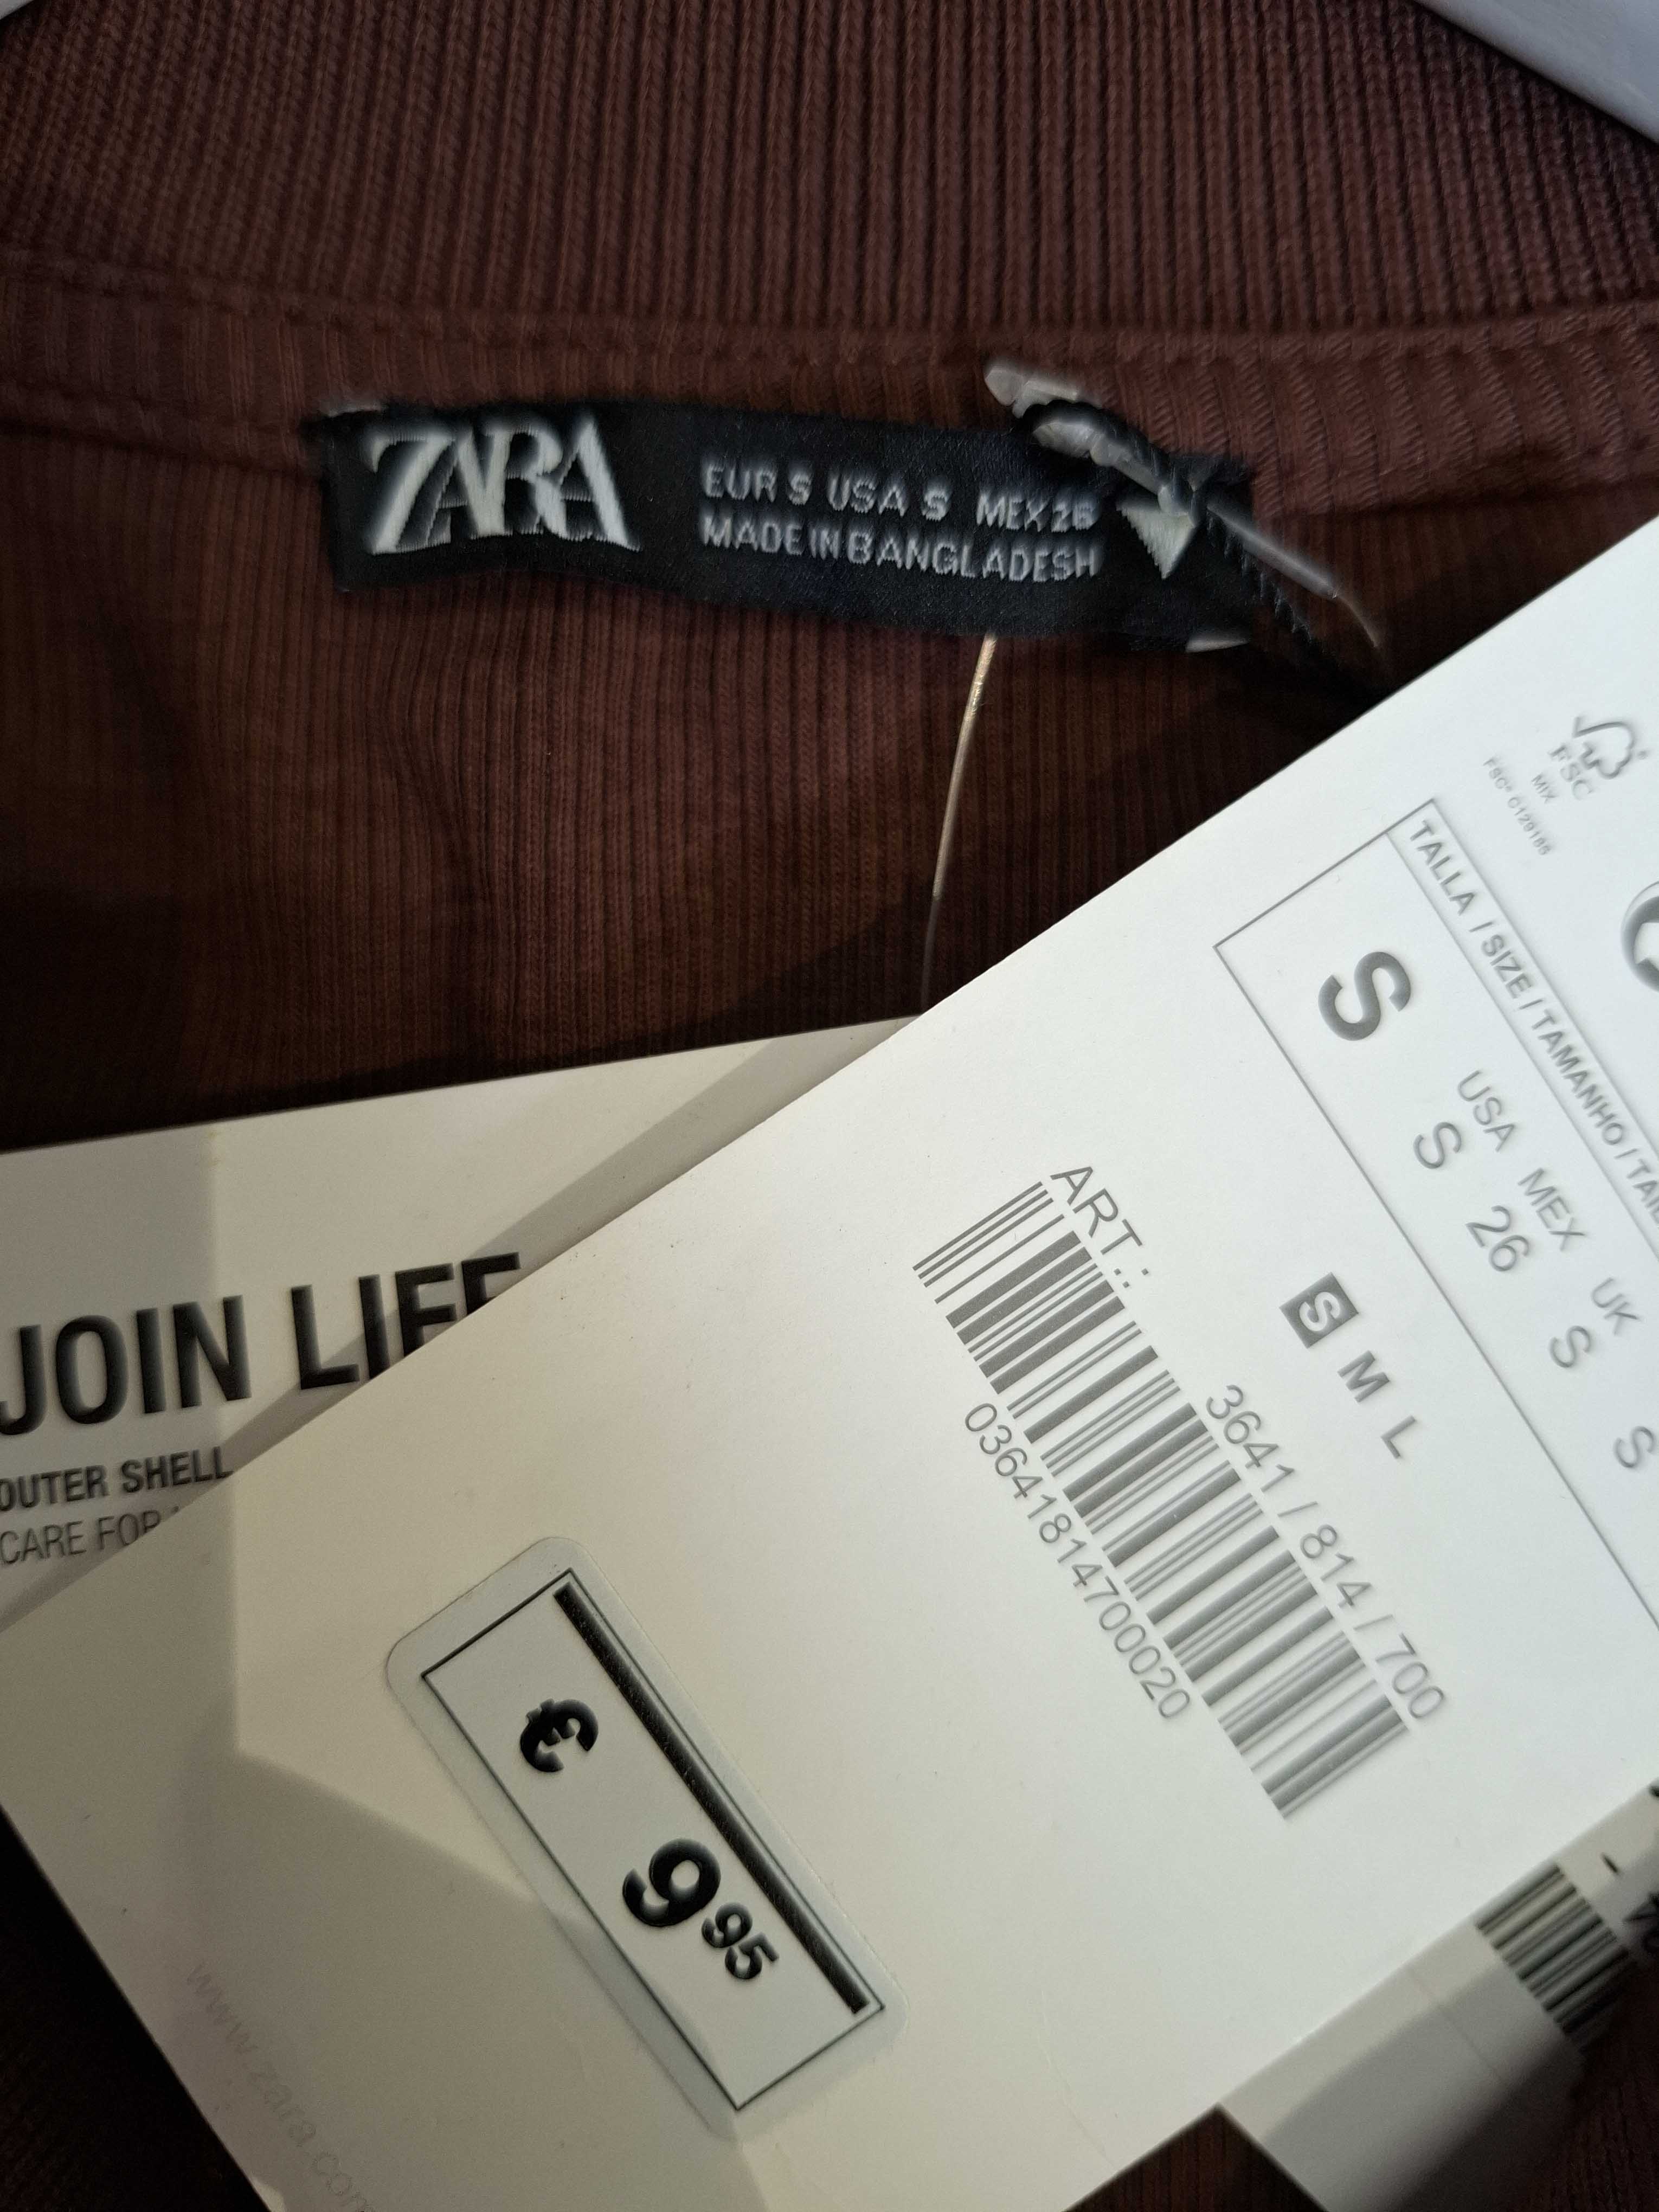 ZARA
EUR S USA S MEX 26
MADE IN BANGLADESH
FSC
MIX
FSC® C129186
TALLA / SIZE / TAMANHO /
S
USA MEX UK
S 26 S S
S M L
ART.:
3641 / 814 / 700
03641814700020
JOIN LIFE
OUTER SHELL
CARE FOR
€ 9 95
www.zara.com